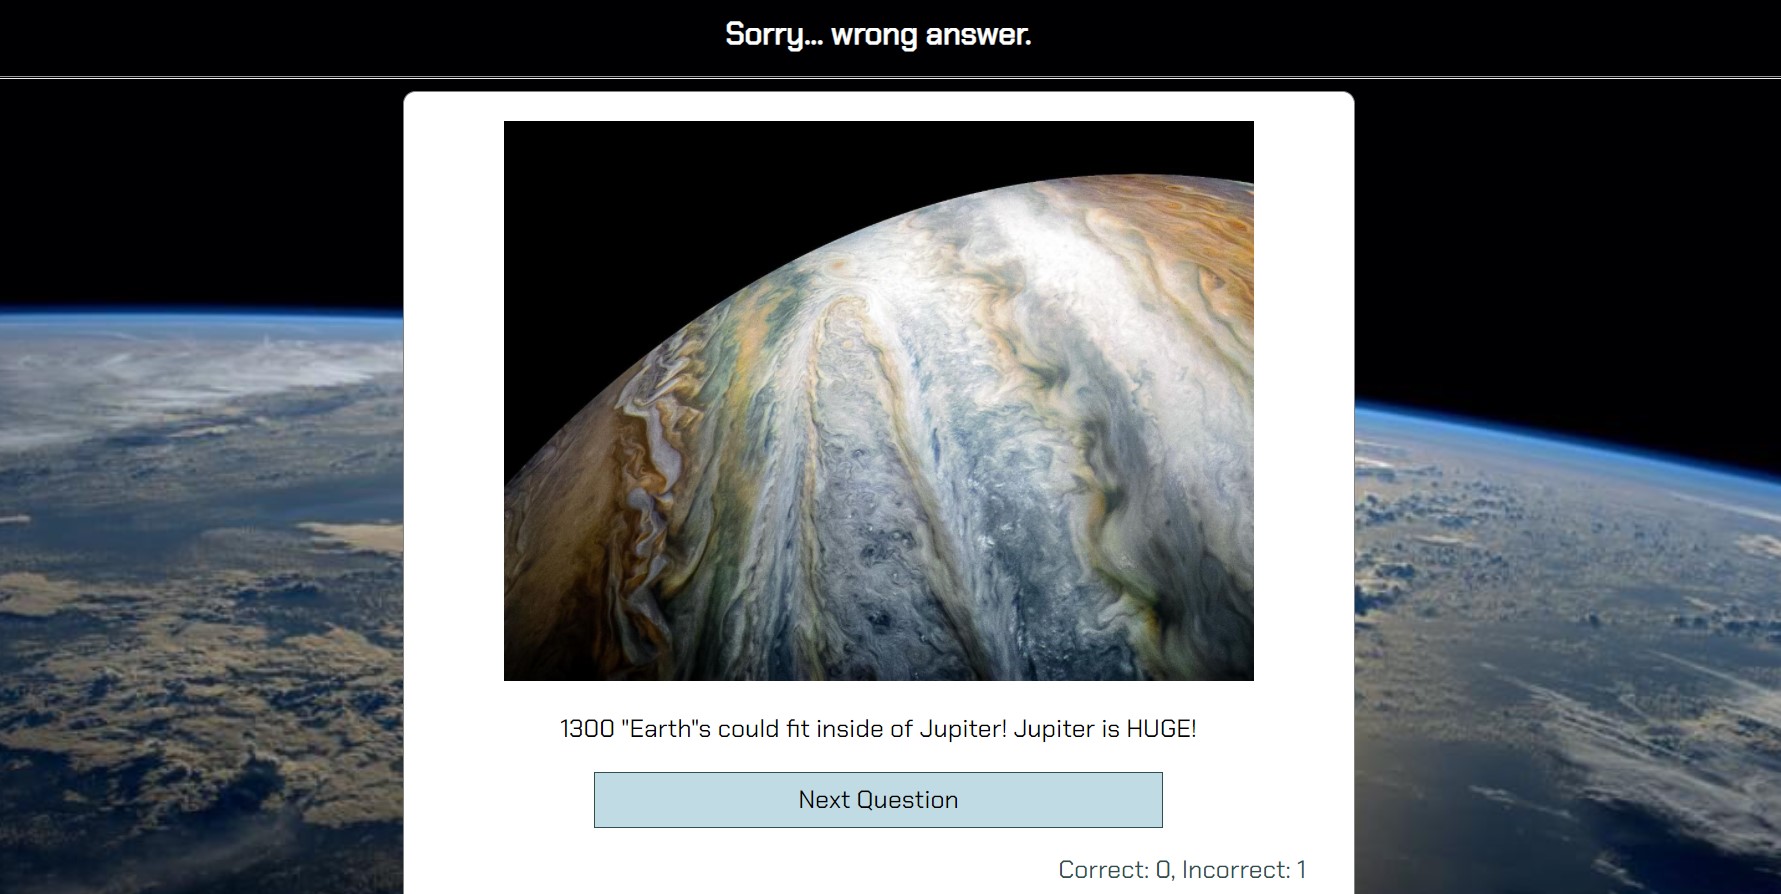 Sorry... wrong answer.
1300 "Earth"s could fit inside of Jupiter! Jupiter is HUGE!
Next Question
Correct: 0, Incorrect: 1